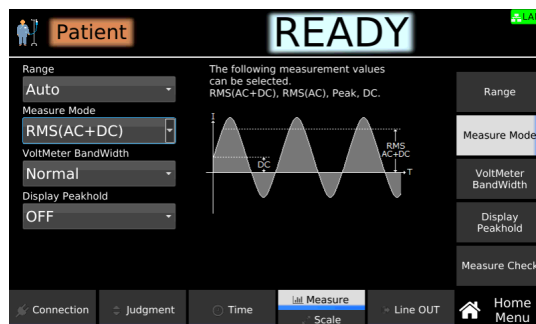 Patient
READY
LAN
Range
Auto
Measure Mode
RMS(AC+DC)
VoltMeter BandWidth
Normal
Display Peakhold
OFF
The following measurement values
can be selected.
RMS(AC+DC), RMS(AC), Peak, DC.
I
DC
RMS
AC+DC
T
Range
Measure Mode
VoltMeter
BandWidth
Display
Peakhold
Measure Check
Connection
Judgment
Time
Measure
Scale
Line OUT
Home
Menu